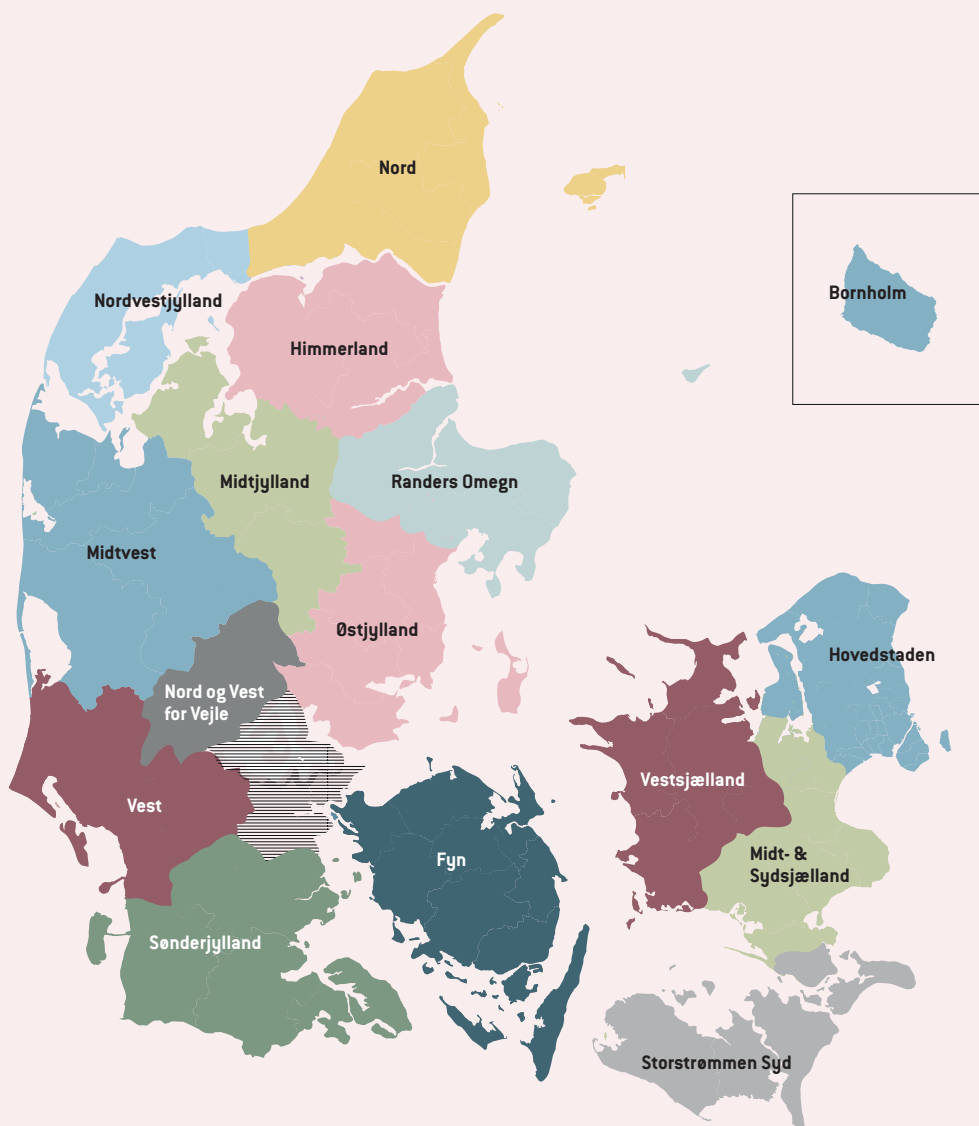 Nord
Bornholm
Nordvestjylland
Himmerland
Midtjylland
Randers Omegn
Midtvest
Østjylland
Hovedstaden
Nord og Vest
for Vejle
Vestsjælland
Vest
Fyn
Midt- &
Sydsjælland
Sønderjylland
Storstrømmen Syd